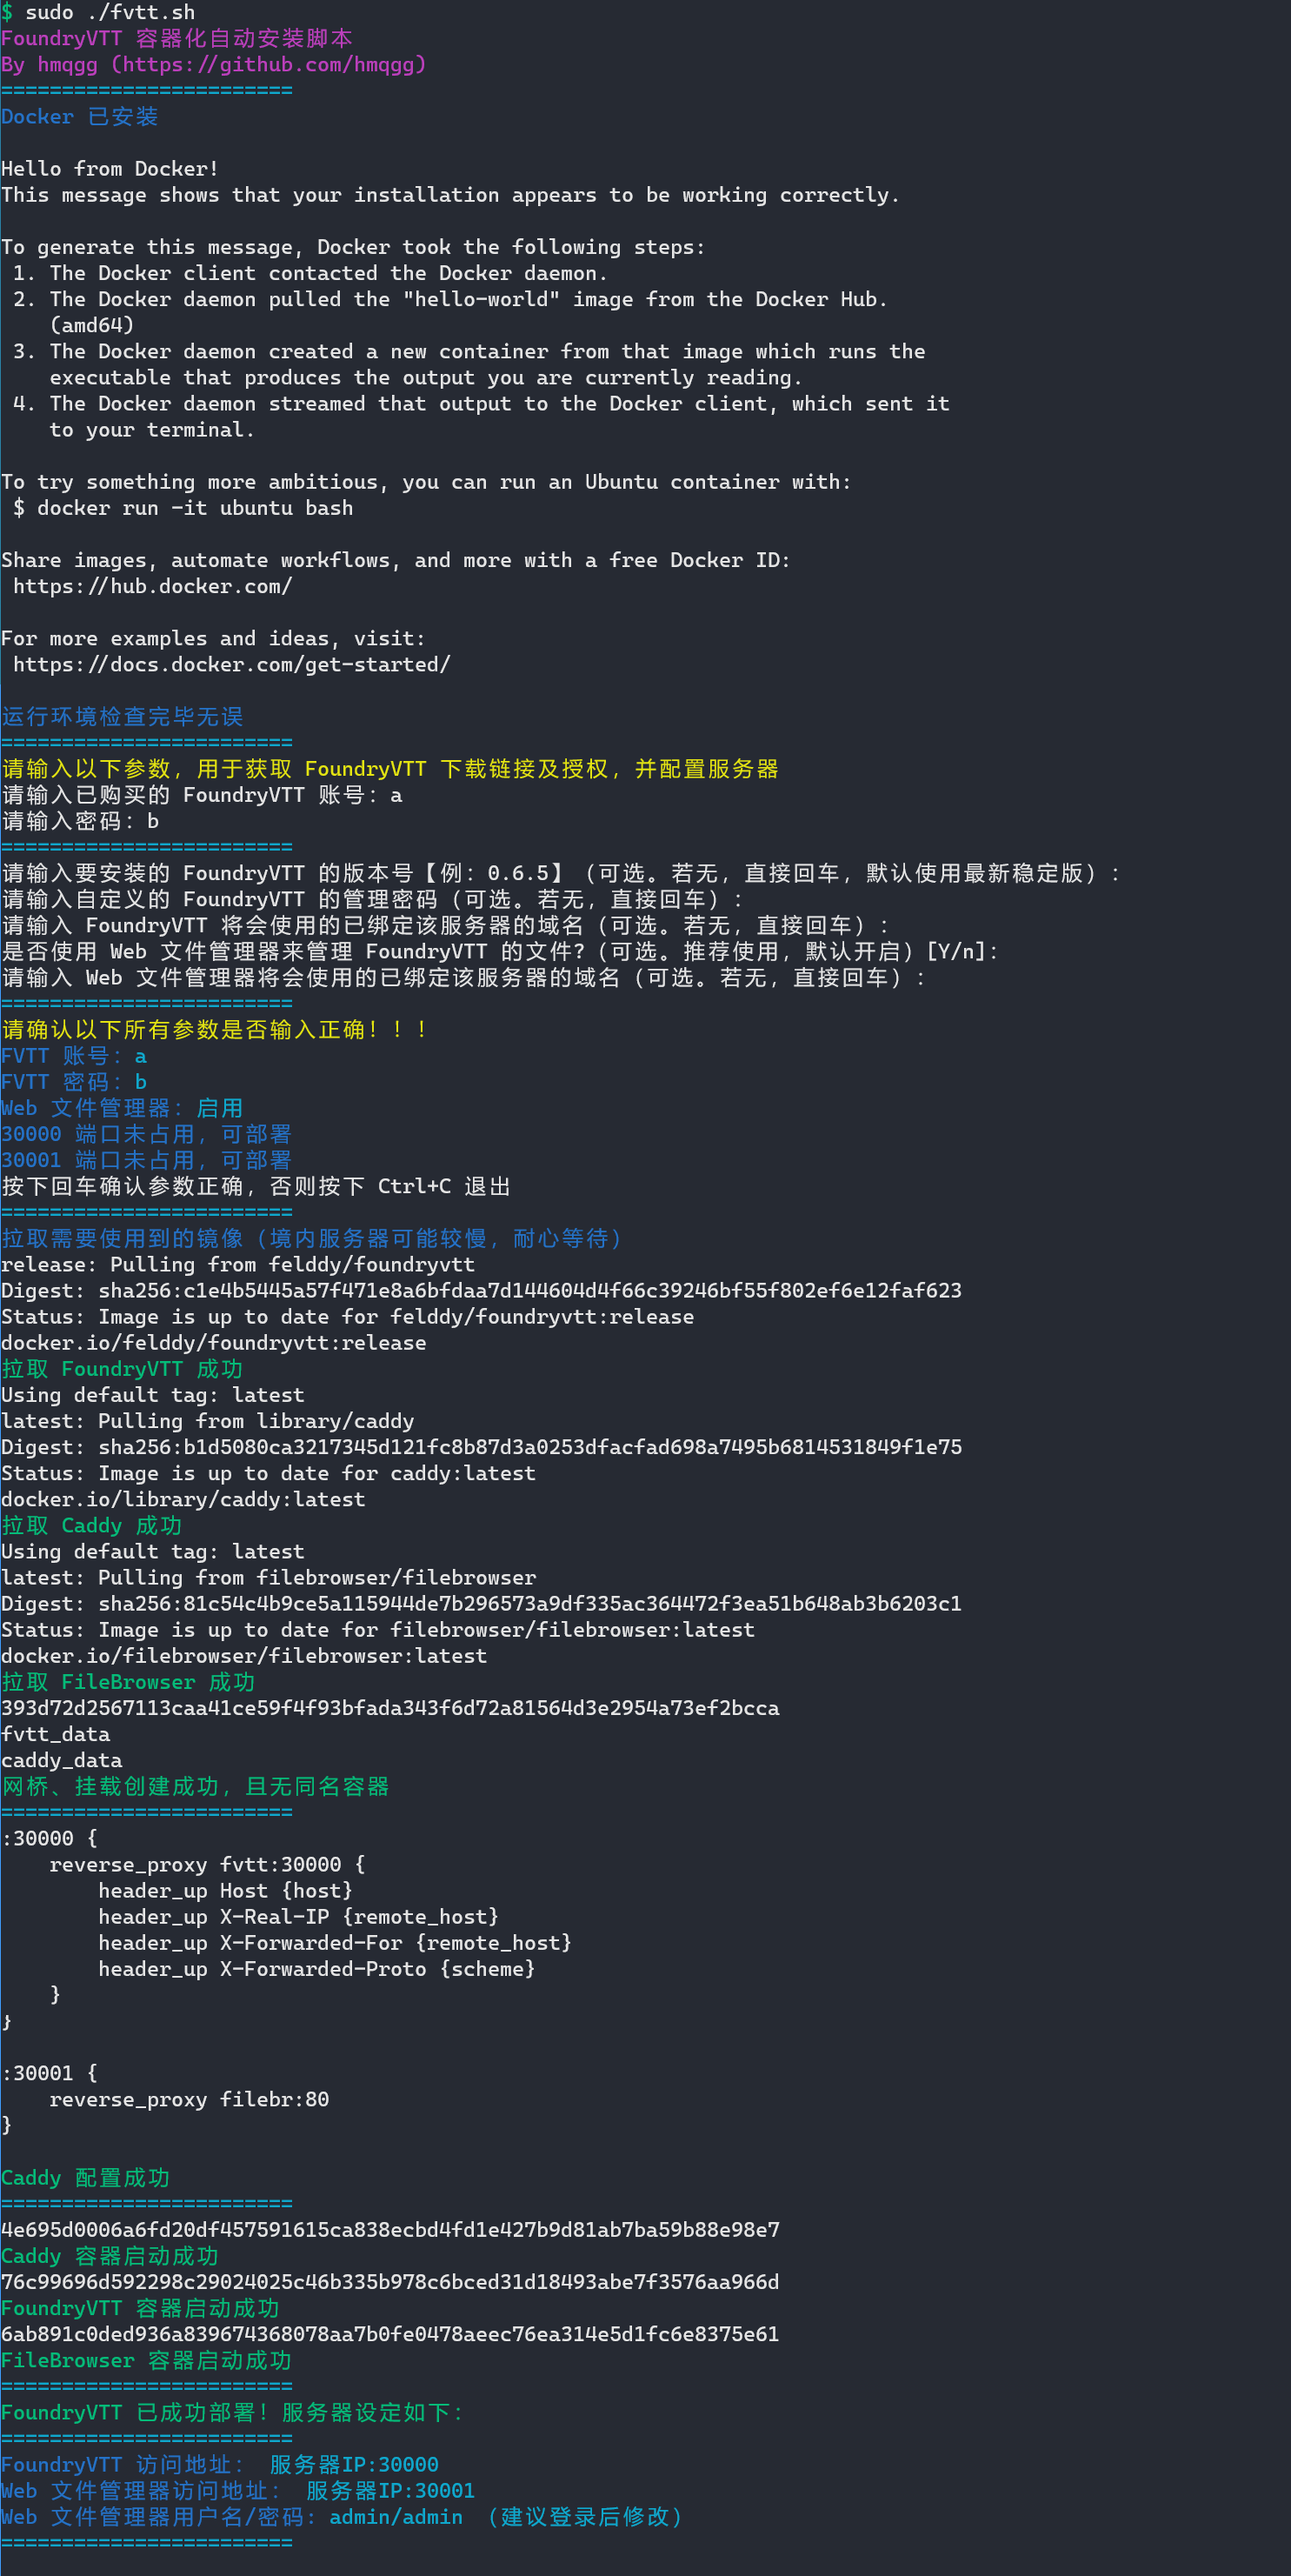 $ sudo ./fvtt.sh
FoundryVTT 容器化自动安装脚本
By hmqgg (https://github.com/hmqgg)
========================
Docker 已安装
Hello from Docker!
This message shows that your installation appears to be working correctly.
To generate this message, Docker took the following steps:
 1. The Docker client contacted the Docker daemon.
 2. The Docker daemon pulled the "hello-world" image from the Docker Hub.
    (amd64)
 3. The Docker daemon created a new container from that image which runs the
    executable that produces the output you are currently reading.
 4. The Docker daemon streamed that output to the Docker client, which sent it
    to your terminal.
To try something more ambitious, you can run an Ubuntu container with:
 $ docker run -it ubuntu bash
Share images, automate workflows, and more with a free Docker ID:
 https://hub.docker.com/
For more examples and ideas, visit:
 https://docs.docker.com/get-started/
运行环境检查完毕无误
========================
请输入以下参数，用于获取 FoundryVTT 下载链接及授权，并配置服务器
请输入已购买的 FoundryVTT 账号：a
请输入密码：b
========================
请输入要安装的 FoundryVTT 的版本号【例：0.6.5】（可选。若无，直接回车，默认使用最新稳定版）：
请输入自定义的 FoundryVTT 的管理密码（可选。若无，直接回车）：
请输入 FoundryVTT 将会使用的已绑定该服务器的域名（可选。若无，直接回车）：
是否使用 Web 文件管理器来管理 FoundryVTT 的文件？（可选。推荐使用，默认开启）[Y/n]：
请输入 Web 文件管理器将会使用的已绑定该服务器的域名（可选。若无，直接回车）：
========================
请确认以下所有参数是否输入正确！！！
FVTT 账号：a
FVTT 密码：b
Web 文件管理器：启用
30000 端口未占用，可部署
30001 端口未占用，可部署
按下回车确认参数正确，否则按下 Ctrl+C 退出
========================
拉取需要使用到的镜像（境内服务器可能较慢，耐心等待）
release: Pulling from felddy/foundryvtt
Digest: sha256:c1e4b5445a57f471e8a6bfdaa7d144604d4f66c39246bf55f802ef6e12faf623
Status: Image is up to date for felddy/foundryvtt:release
docker.io/felddy/foundryvtt:release
拉取 FoundryVTT 成功
Using default tag: latest
latest: Pulling from library/caddy
Digest: sha256:b1d5080ca3217345d121fc8b87d3a0253dfacfad698a7495b6814531849f1e75
Status: Image is up to date for caddy:latest
docker.io/library/caddy:latest
拉取 Caddy 成功
Using default tag: latest
latest: Pulling from filebrowser/filebrowser
Digest: sha256:81c54c4b9ce5a115944de7b296573a9df335ac364472f3ea51b648ab3b6203c1
Status: Image is up to date for filebrowser/filebrowser:latest
docker.io/filebrowser/filebrowser:latest
拉取 FileBrowser 成功
393d72d2567113caa41ce59f4f93bfada343f6d72a81564d3e2954a73ef2bcca
fvtt_data
caddy_data
网桥、挂载创建成功，且无同名容器
========================
:30000 {
    reverse_proxy fvtt:30000 {
        header_up Host {host}
        header_up X-Real-IP {remote_host}
        header_up X-Forwarded-For {remote_host}
        header_up X-Forwarded-Proto {scheme}
    }
}
:30001 {
    reverse_proxy filebr:80
}
Caddy 配置成功
========================
4e695d0006a6fd20df457591615ca838ecbd4fd1e427b9d81ab7ba59b88e98e7
Caddy 容器启动成功
76c99696d592298c29024025c46b335b978c6bced31d18493abe7f3576aa966d
FoundryVTT 容器启动成功
6ab891c0ded936a839674368078aa7b0fe0478aeec76ea314e5d1fc6e8375e61
FileBrowser 容器启动成功
========================
FoundryVTT 已成功部署！服务器设定如下：
========================
FoundryVTT 访问地址： 服务器IP:30000
Web 文件管理器访问地址： 服务器IP:30001
Web 文件管理器用户名/密码：admin/admin （建议登录后修改）
========================